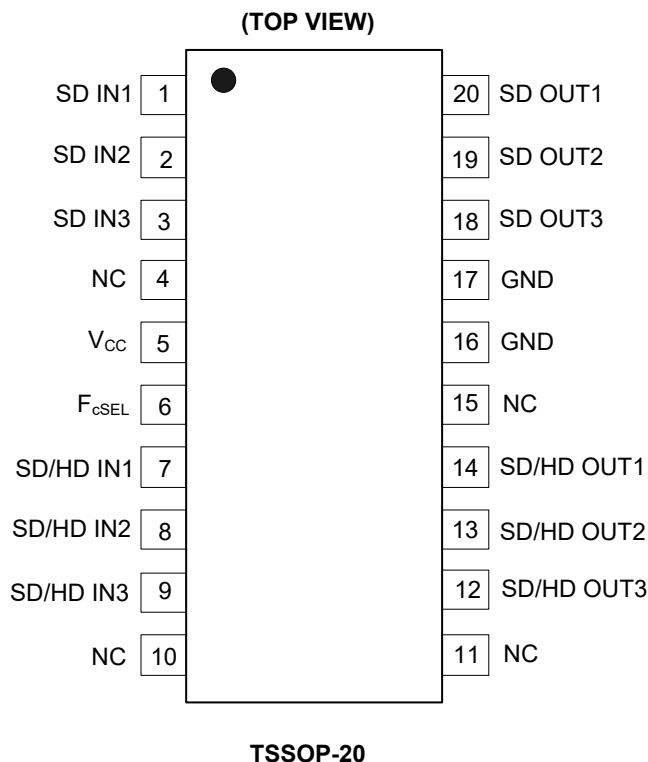 (TOP VIEW)
SD IN1 1 20 SD OUT1
SD IN2 2 19 SD OUT2
SD IN3 3 18 SD OUT3
NC 4 17 GND
VCC 5 16 GND
FcSEL 6 15 NC
SD/HD IN1 7 14 SD/HD OUT1
SD/HD IN2 8 13 SD/HD OUT2
SD/HD IN3 9 12 SD/HD OUT3
NC 10 11 NC
TSSOP-20